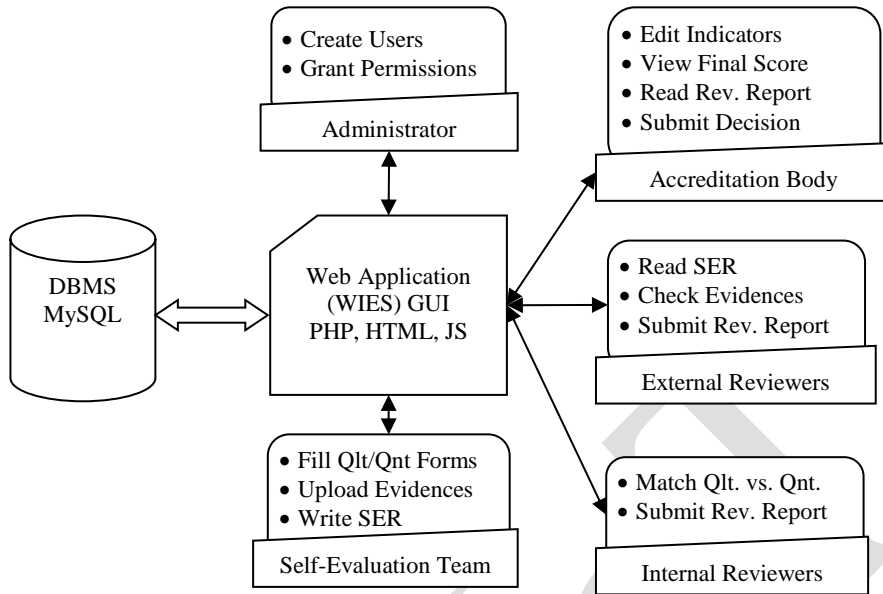 • Create Users
• Grant Permissions
Administrator
• Edit Indicators
• View Final Score
• Read Rev. Report
• Submit Decision
Accreditation Body
DBMS
MySQL
Web Application
(WIES) GUI
PHP, HTML, JS
• Read SER
• Check Evidences
• Submit Rev. Report
External Reviewers
• Fill Qlt/Qnt Forms
• Upload Evidences
• Write SER
Self-Evaluation Team
• Match Qlt. vs. Qnt.
• Submit Rev. Report
Internal Reviewers